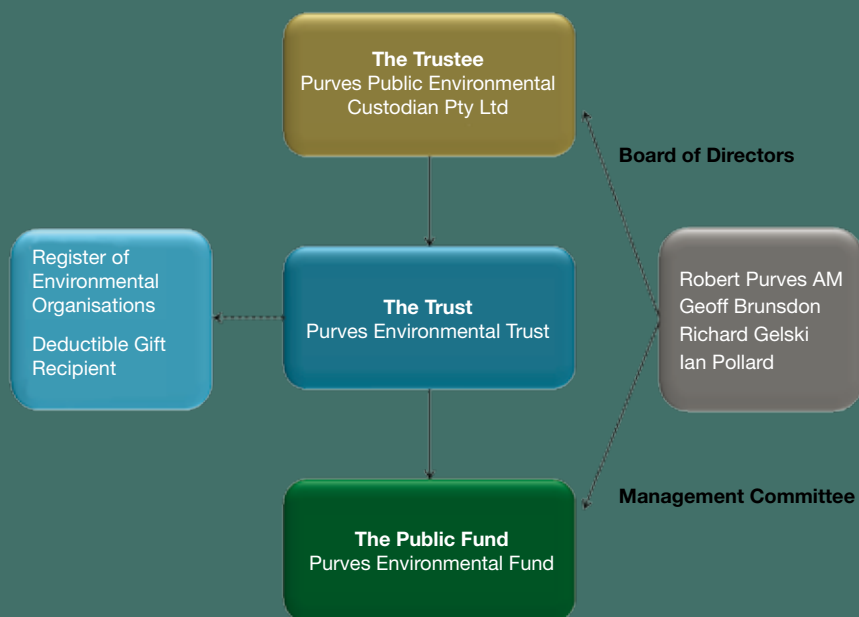 The Trustee
Purves Public Environmental
Custodian Pty Ltd
Board of Directors
Register of
Environmental
Organisations
Deductible Gift
Recipient
The Trust
Purves Environmental Trust
Robert Purves AM
Geoff Brunsdon
Richard Gelski
Ian Pollard
Management Committee
The Public Fund
Purves Environmental Fund